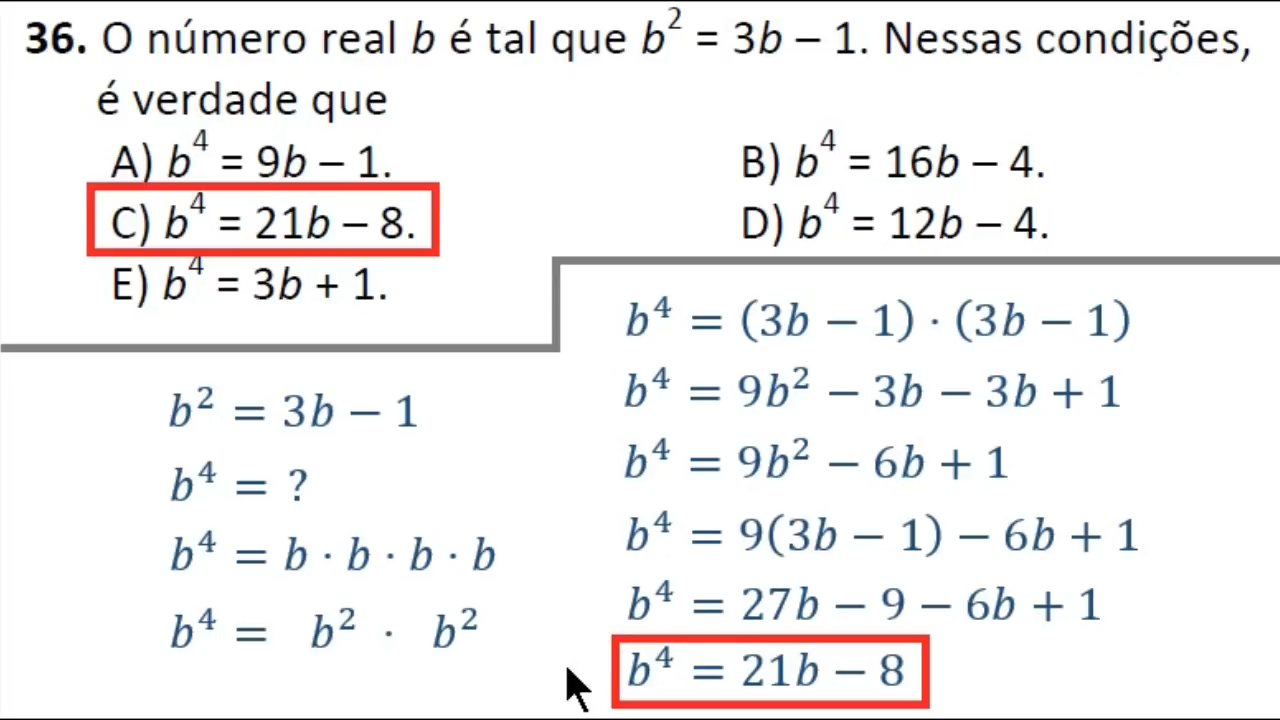 36. O número real b é tal que b² = 3b – 1. Nessas condições,
é verdade que
A) b⁴ = 9b – 1.
B) b⁴ = 16b – 4.
C) b⁴ = 21b – 8.
D) b⁴ = 12b – 4.
E) b⁴ = 3b + 1.
b² = 3b − 1
b⁴ = ?
b⁴ = b · b · b · b
b⁴ = b² · b²
b⁴ = (3b − 1) · (3b − 1)
b⁴ = 9b² − 3b − 3b + 1
b⁴ = 9b² − 6b + 1
b⁴ = 9(3b − 1) − 6b + 1
b⁴ = 27b − 9 − 6b + 1
b⁴ = 21b − 8